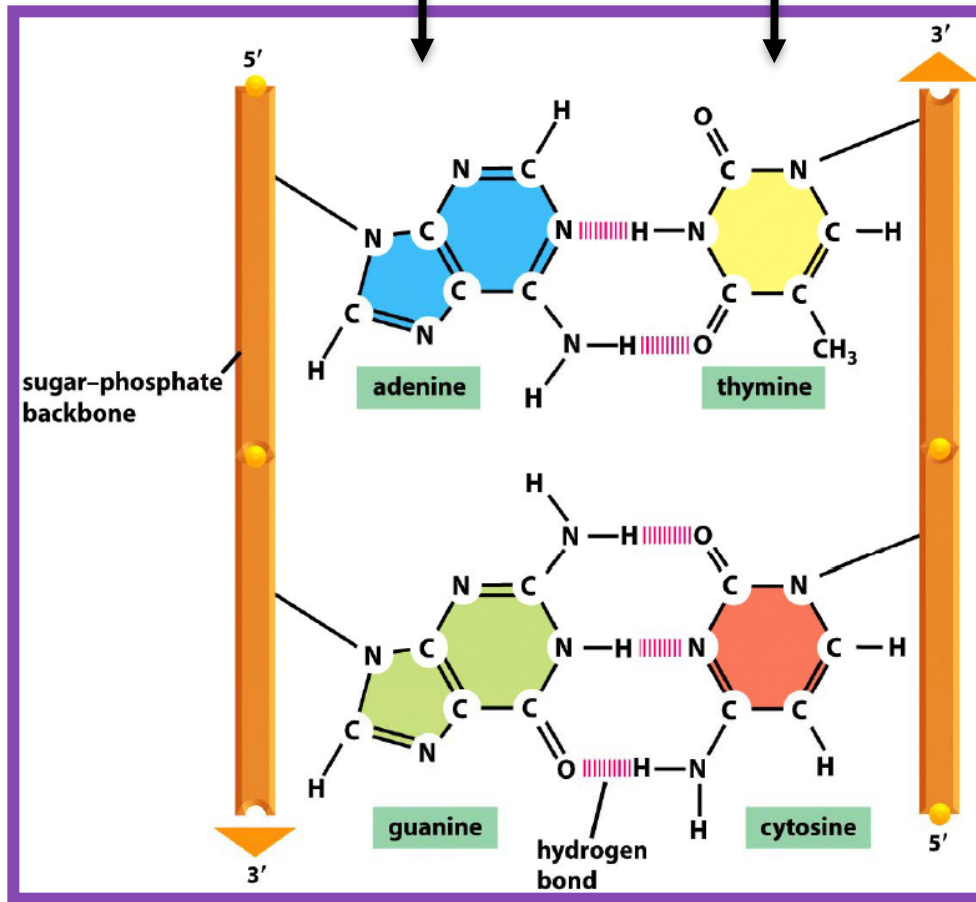 5′
3′
H
O
N
C
C
N
N
C
N
H
N
C
H
C
C
C
C
C
N
N
H
O
CH3
H
H
sugar–phosphate
backbone
adenine
thymine
H
N
H
O
N
C
C
N
N
C
N
H
N
C
H
C
C
C
C
C
N
H
O
H
N
H
H
guanine
cytosine
hydrogen
bond
3′
5′